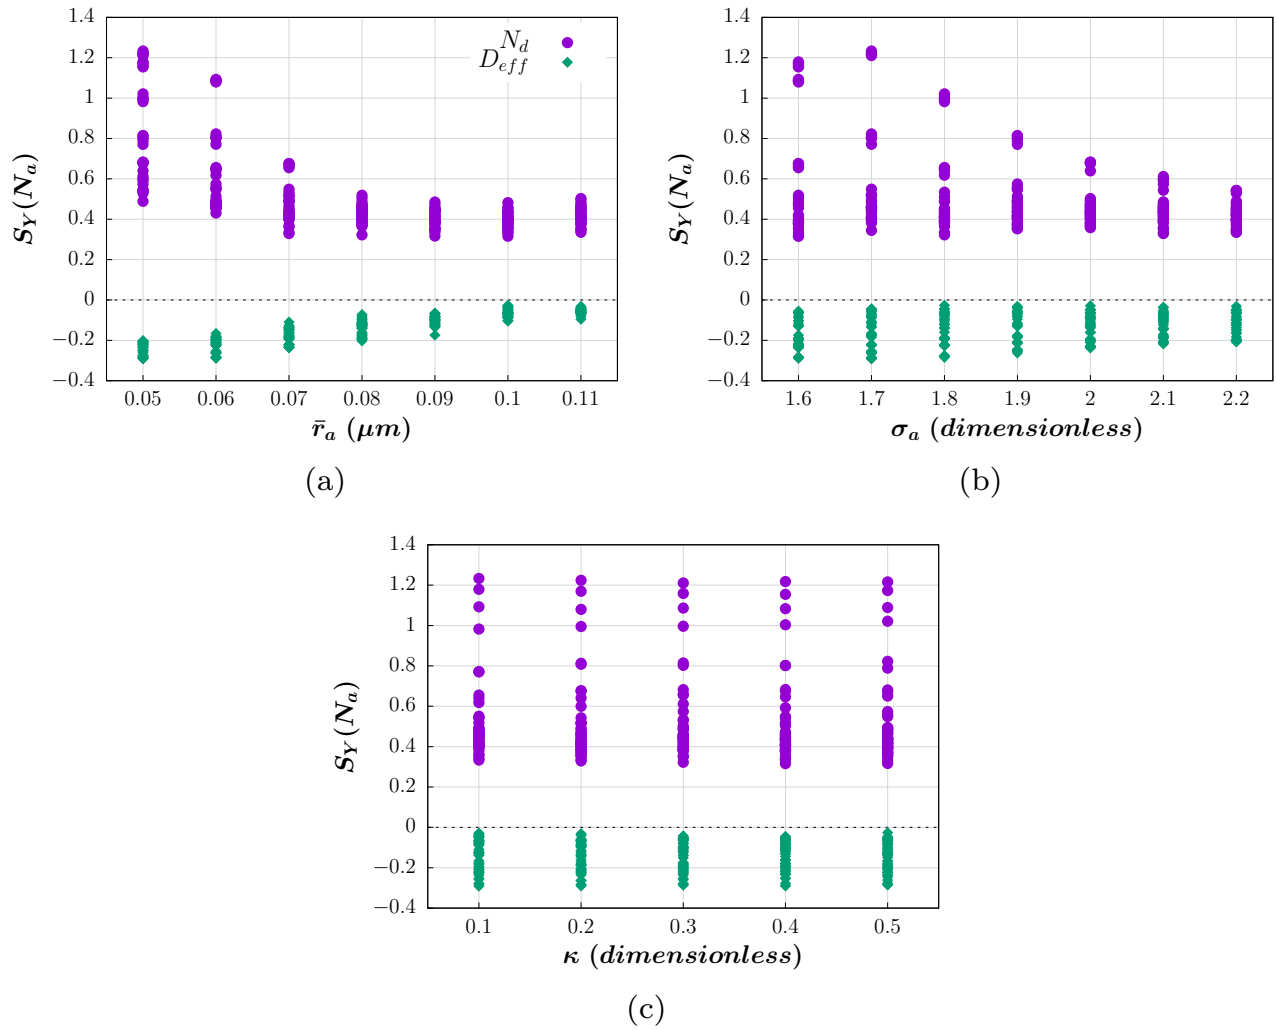 1.4
1.2
1
0.8
0.6
0.4
0.2
0
−0.2
−0.4
S_Y(N_a)
N_d
D_{eff}
0.05 0.06 0.07 0.08 0.09 0.1 0.11
r̄_a (μm)
(a)
1.4
1.2
1
0.8
0.6
0.4
0.2
0
−0.2
−0.4
S_Y(N_a)
1.6 1.7 1.8 1.9 2 2.1 2.2
σ_a (dimensionless)
(b)
1.4
1.2
1
0.8
0.6
0.4
0.2
0
−0.2
−0.4
S_Y(N_a)
0.1 0.2 0.3 0.4 0.5
κ (dimensionless)
(c)